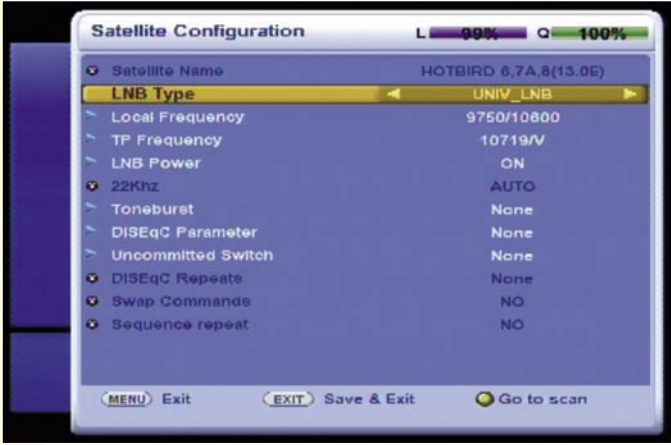 Satellite Configuration L 99% Q 100%
Satellite Name HOTBIRD 6,7A,8(13.0E)
LNB Type UNIV_LNB
Local Frequency 9750/10600
TP Frequency 10719/V
LNB Power ON
22Khz AUTO
Toneburst None
DISEqC Parameter None
Uncommitted Switch None
DISEqC Repeats None
Swap Commands NO
Sequence repeat NO
MENU Exit EXIT Save & Exit Go to scan